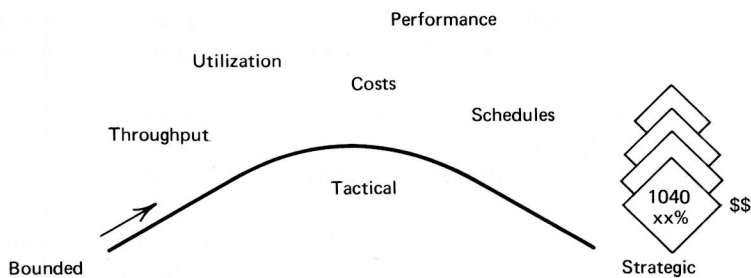 Performance
Utilization
Costs
Schedules
Throughput
Tactical
1040
xx%
$$
Bounded
Strategic